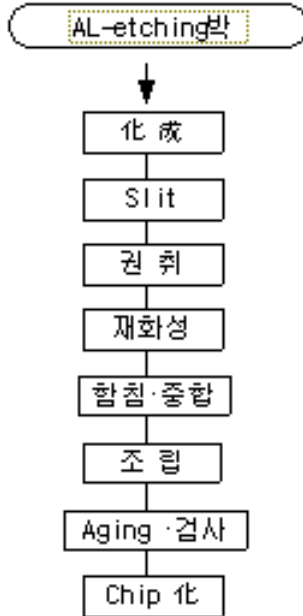 AL-etching박
化 成
Slit
권 취
재화성
함침·중합
조 립
Aging ·검사
Chip 化